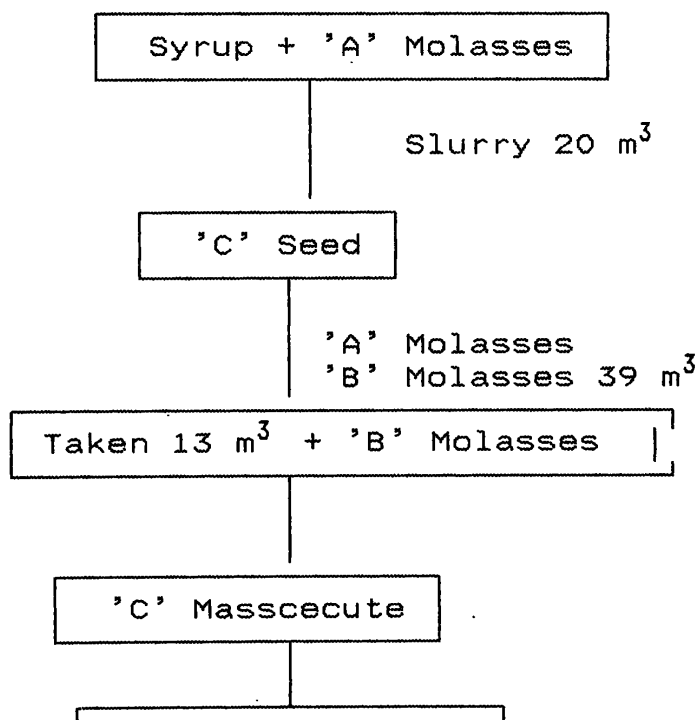 Syrup + 'A' Molasses
Slurry 20 m³
'C' Seed
'A' Molasses
'B' Molasses 39 m³
Taken 13 m³ + 'B' Molasses
'C' Masscecute